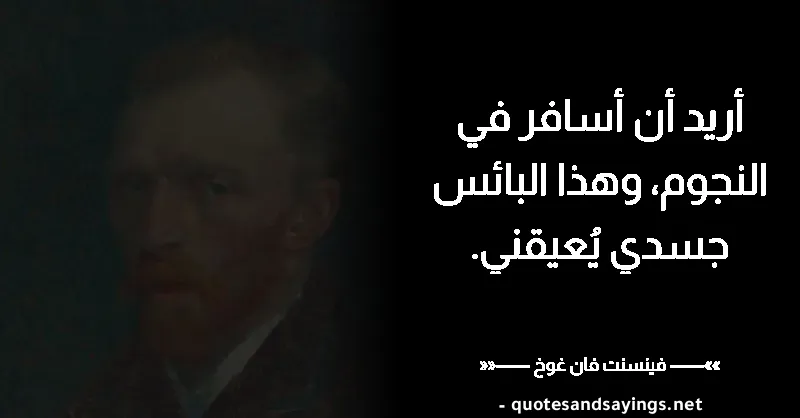 أريد أن أسافر في
النجوم، وهذا البائس
جسدي يُعيقني.
»—— فينسنت فان غوخ ——««
- quotesandsayings.net